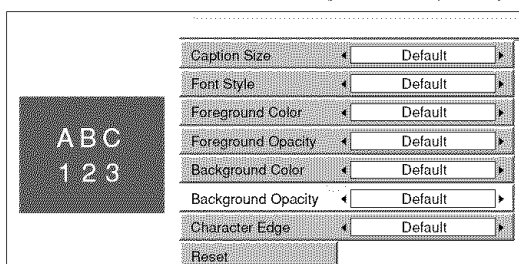 Caption Size Default
Font Style Default
Foreground Color Default
ABC Foreground Opacity Default
123 Background Color Default
Background Opacity Default
Character Edge Default
Reset